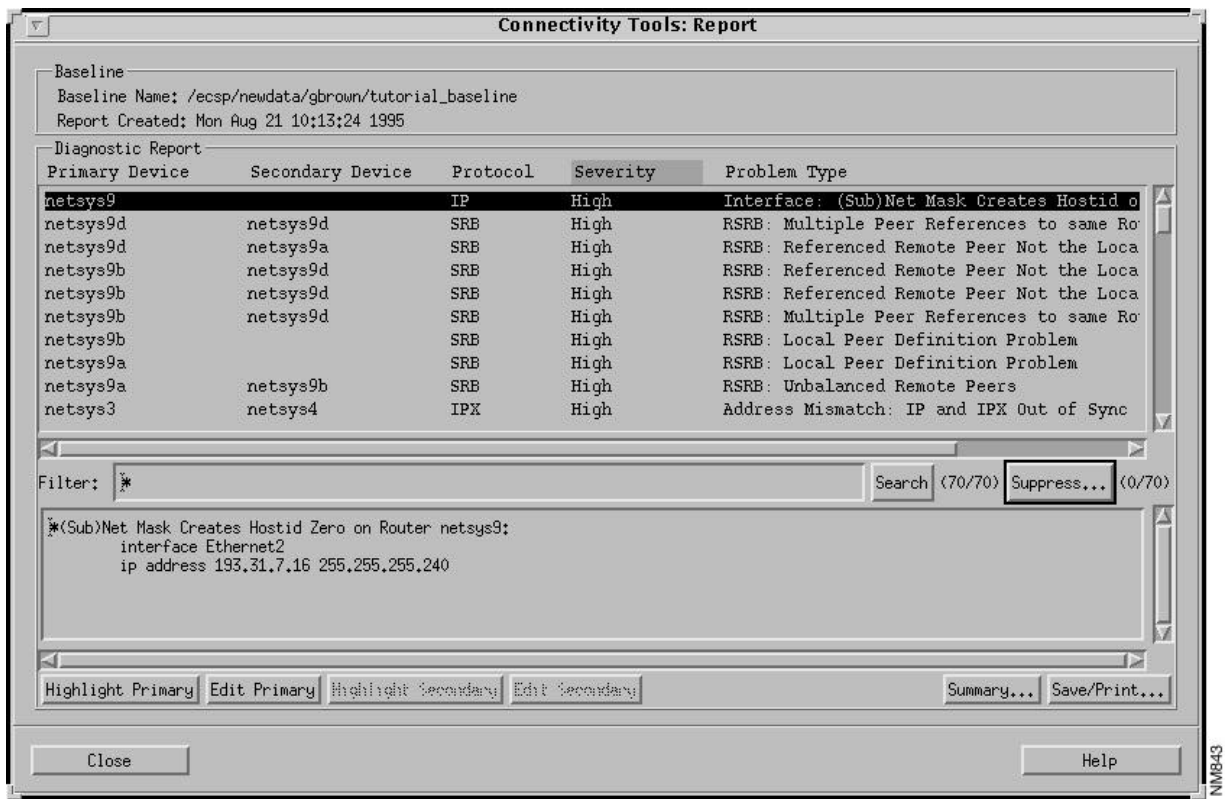 Connectivity Tools: Report
Baseline
Baseline Name: /ecsp/newdata/gbrown/tutorial_baseline
Report Created: Mon Aug 21 10:13:24 1995
Diagnostic Report
Primary Device Secondary Device Protocol Severity Problem Type
netsys9 IP High Interface: (Sub)Net Mask Creates Hostid o
netsys9d netsys9d SRB High RSRB: Multiple Peer References to same Ro
netsys9d netsys9a SRB High RSRB: Referenced Remote Peer Not the Loca
netsys9b netsys9d SRB High RSRB: Referenced Remote Peer Not the Loca
netsys9b netsys9d SRB High RSRB: Referenced Remote Peer Not the Loca
netsys9b netsys9d SRB High RSRB: Multiple Peer References to same Ro
netsys9b SRB High RSRB: Local Peer Definition Problem
netsys9a SRB High RSRB: Local Peer Definition Problem
netsys9a netsys9b SRB High RSRB: Unbalanced Remote Peers
netsys3 netsys4 IPX High Address Mismatch: IP and IPX Out of Sync
Filter: * Search (70/70) Suppress... (0/70)
*(Sub)Net Mask Creates Hostid Zero on Router netsys9:
interface Ethernet2
ip address 193.31.7.16 255.255.255.240
Highlight Primary Edit Primary Highlight Secondary Edit Secondary Summary... Save/Print...
Close Help
NM843